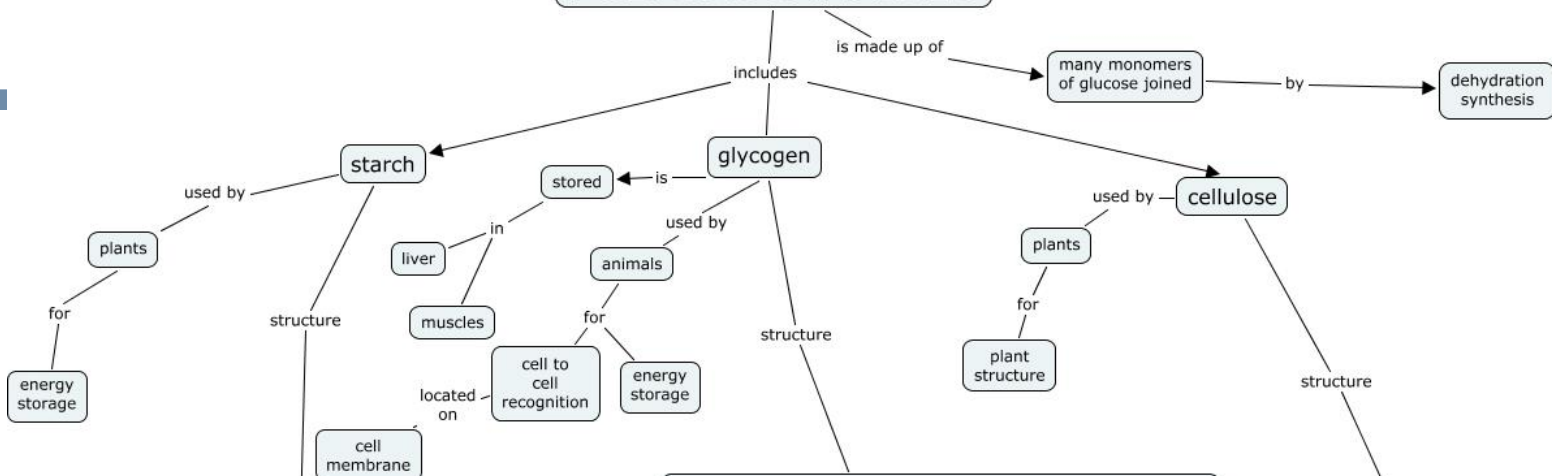 is made up of
many monomers
of glucose joined
by
dehydration
synthesis
includes
starch
glycogen
cellulose
used by
plants
for
energy
storage
structure
is
stored
in
liver
muscles
used by
animals
for
cell to
cell
recognition
energy
storage
located
on
cell
membrane
structure
used by
plants
for
plant
structure
structure